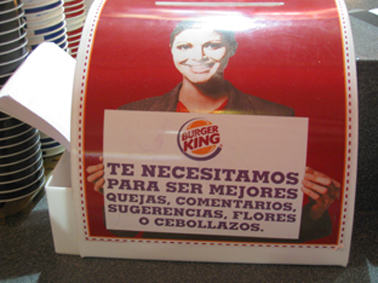 BURGER
KING
TE NECESITAMOS
PARA SER MEJORES
QUEJAS, COMENTARIOS,
SUGERENCIAS, FLORES
O CEBOLLAZOS.